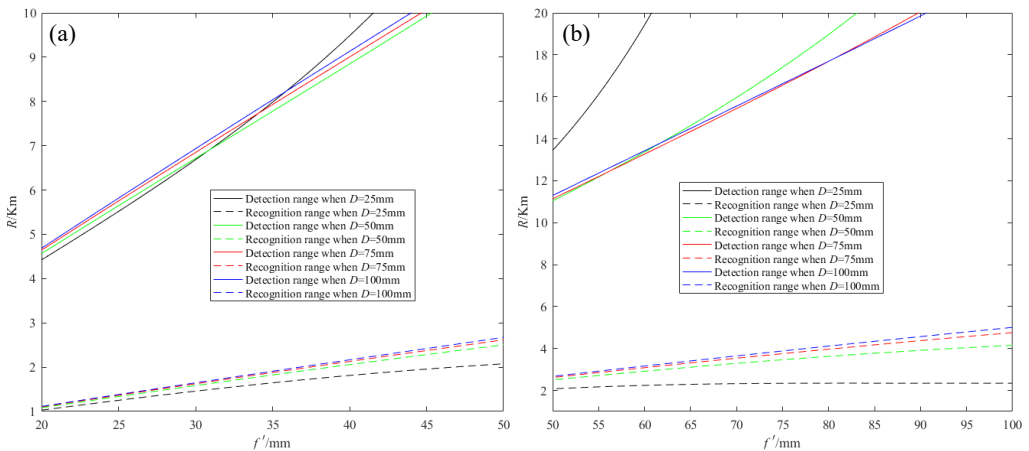 (a)
10
9
8
7
6
5
4
3
2
1
R/Km
20
25
30
35
40
45
50
f'/mm
Detection range when D=25mm
Recognition range when D=25mm
Detection range when D=50mm
Recognition range when D=50mm
Detection range when D=75mm
Recognition range when D=75mm
Detection range when D=100mm
Recognition range when D=100mm
(b)
20
18
16
14
12
10
8
6
4
2
R/Km
50
55
60
65
70
75
80
85
90
95
100
f'/mm
Detection range when D=25mm
Recognition range when D=25mm
Detection range when D=50mm
Recognition range when D=50mm
Detection range when D=75mm
Recognition range when D=75mm
Detection range when D=100mm
Recognition range when D=100mm